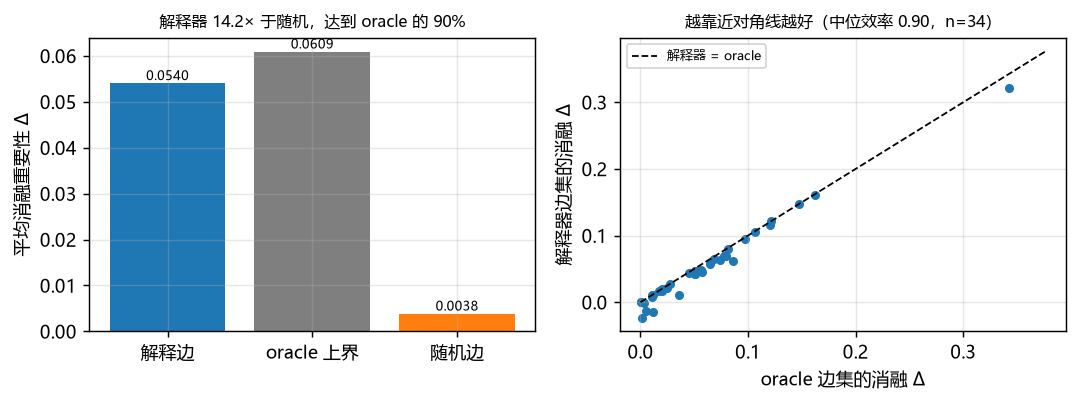 解释器 14.2× 于随机，达到 oracle 的 90%
平均消融重要性 Δ
0.06
0.05
0.04
0.03
0.02
0.01
0.00
0.0540
0.0609
0.0038
解释边
oracle 上界
随机边
越靠近对角线越好（中位效率 0.90，n=34）
解释器 = oracle
解释器边集的消融 Δ
0.3
0.2
0.1
0.0
0.0
0.1
0.2
0.3
oracle 边集的消融 Δ